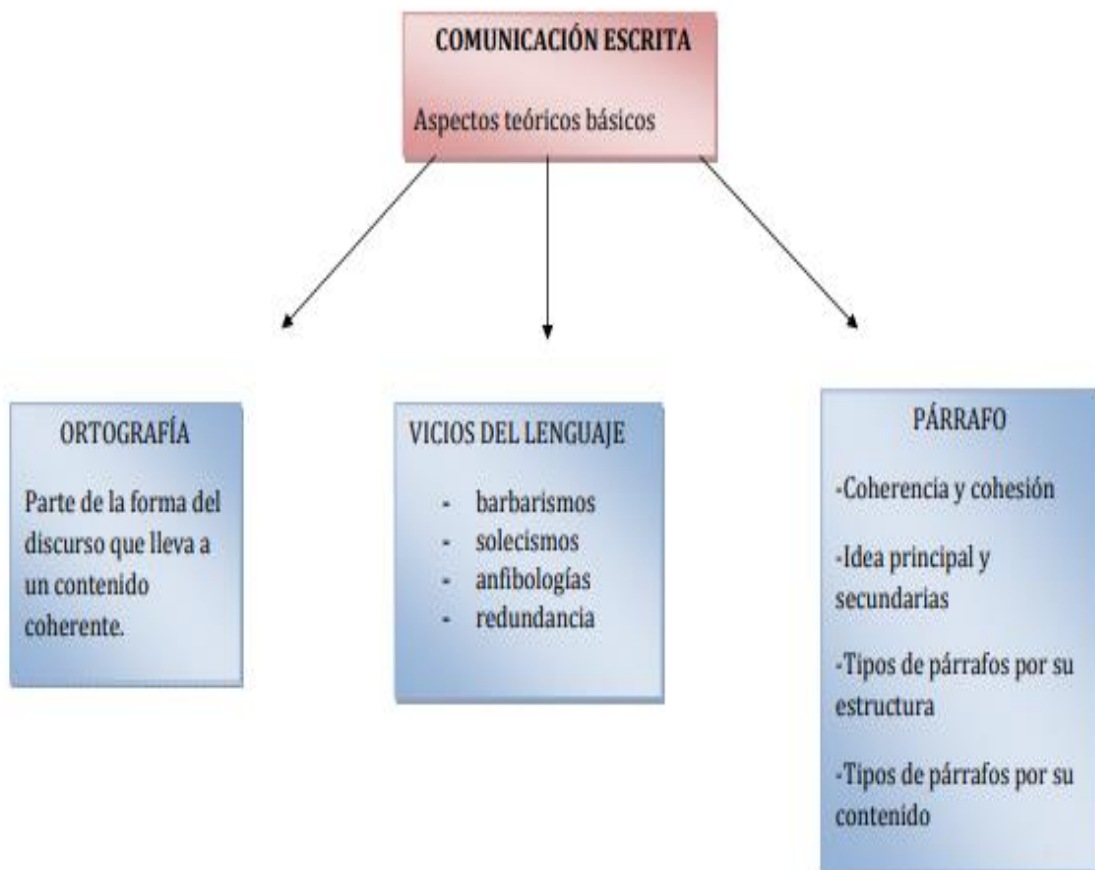 COMUNICACIÓN ESCRITA
Aspectos teóricos básicos
ORTOGRAFÍA
Parte de la forma del
discurso que lleva a
un contenido
coherente.
VICIOS DEL LENGUAJE
- barbarismos
- solecismos
- anfibologías
- redundancia
PÁRRAFO
-Coherencia y cohesión
-Idea principal y
secundarias
-Tipos de párrafos por su
estructura
-Tipos de párrafos por su
contenido